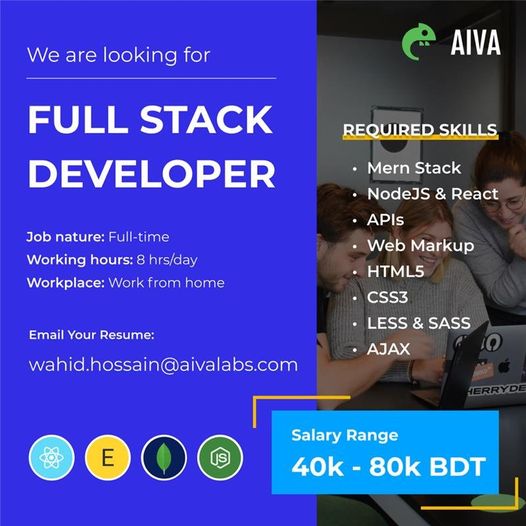 We are looking for
FULL STACK
DEVELOPER
Job nature: Full-time
Working hours: 8 hrs/day
Workplace: Work from home
Email Your Resume:
wahid.hossain@aivalabs.com
E
JS
AIVA
REQUIRED SKILLS
• Mern Stack
• NodeJS & React
• APIs
• Web Markup
• HTML5
• CSS3
• LESS & SASS
• AJAX
HERRYDE
Salary Range
40k - 80k BDT